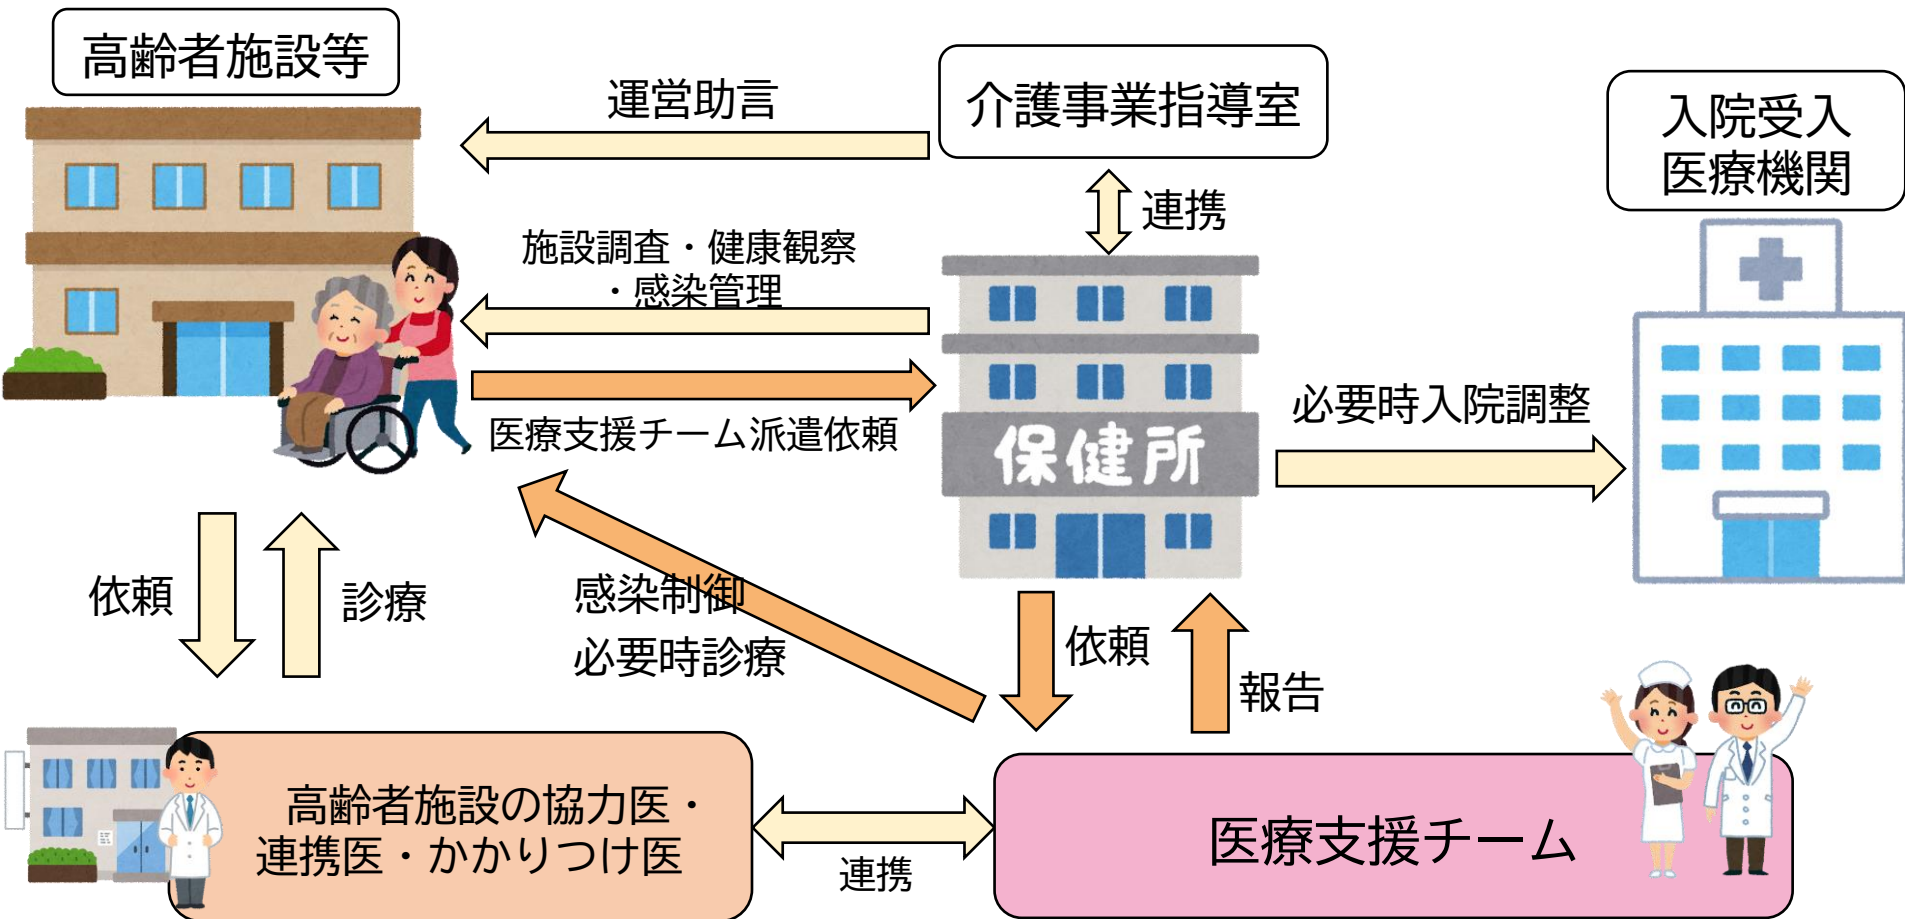 高齢者施設等
運営助言
介護事業指導室
入院受入
医療機関
連携
施設調査・健康観察
・感染管理
医療支援チーム派遣依頼
保健所
必要時入院調整
依頼
診療
感染制御
必要時診療
依頼
報告
高齢者施設の協力医・
連携医・かかりつけ医
連携
医療支援チーム